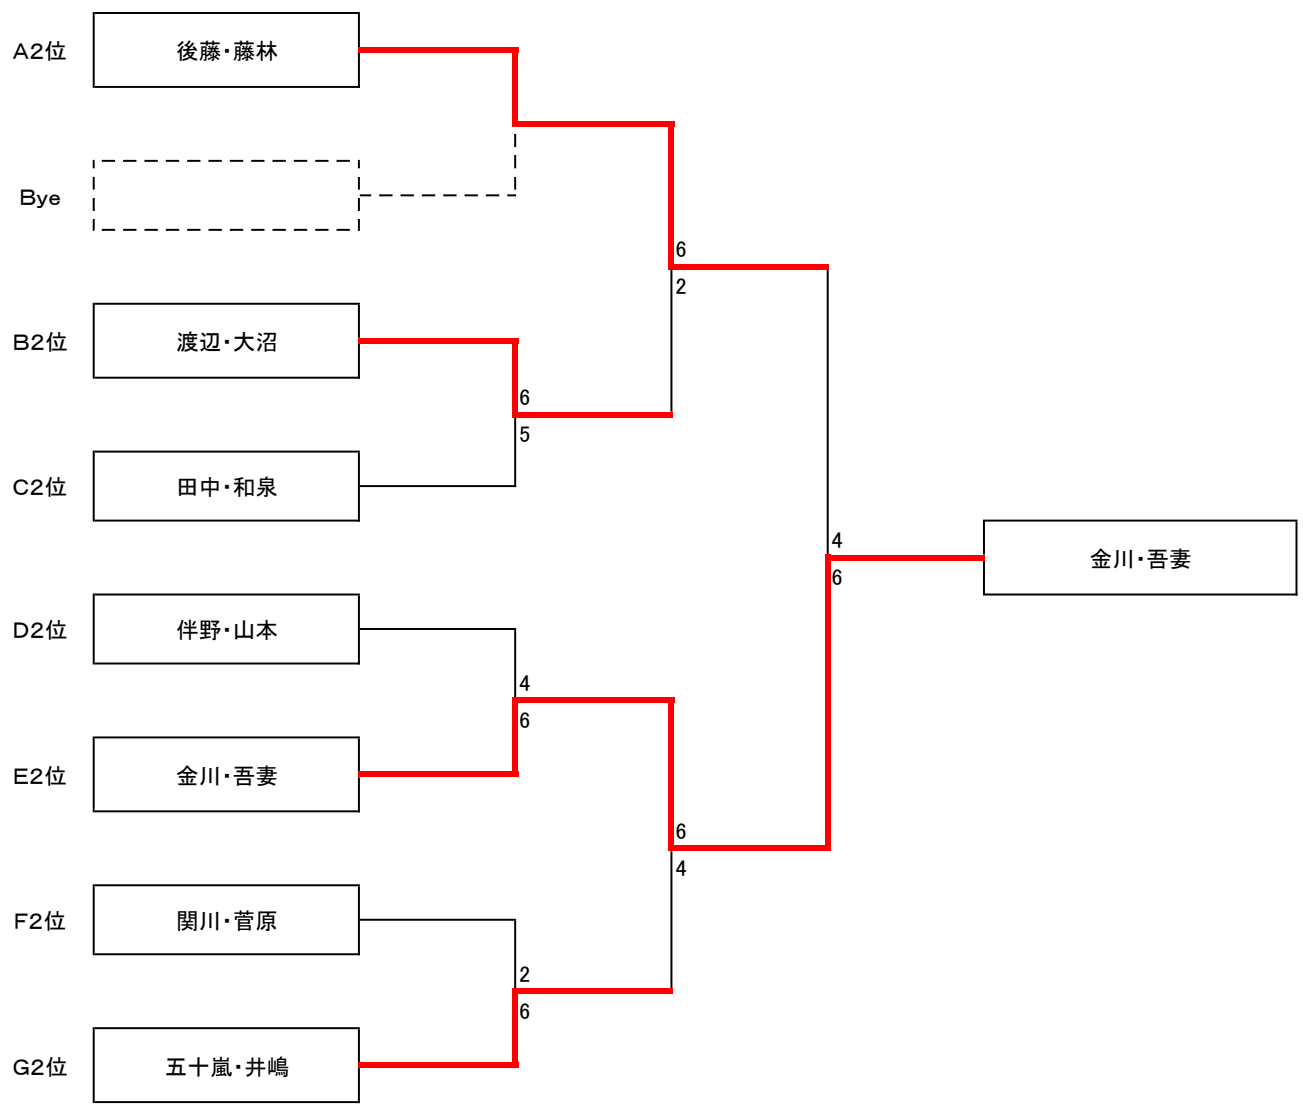 A2位 後藤・藤林
Bye
6
2
B2位 渡辺・大沼
6
5
C2位 田中・和泉
4
6
金川・吾妻
D2位 伴野・山本
4
6
E2位 金川・吾妻
6
4
F2位 関川・菅原
2
6
G2位 五十嵐・井嶋